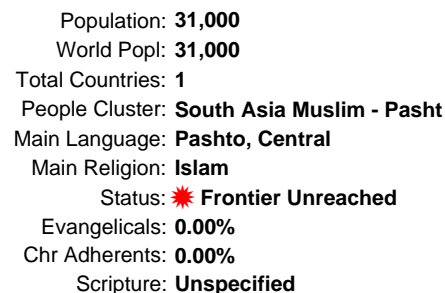 Population: 31,000
World Popl: 31,000
Total Countries: 1
People Cluster: South Asia Muslim - Pasht
Main Language: Pashto, Central
Main Religion: Islam
Status: Frontier Unreached
Evangelicals: 0.00%
Chr Adherents: 0.00%
Scripture: Unspecified